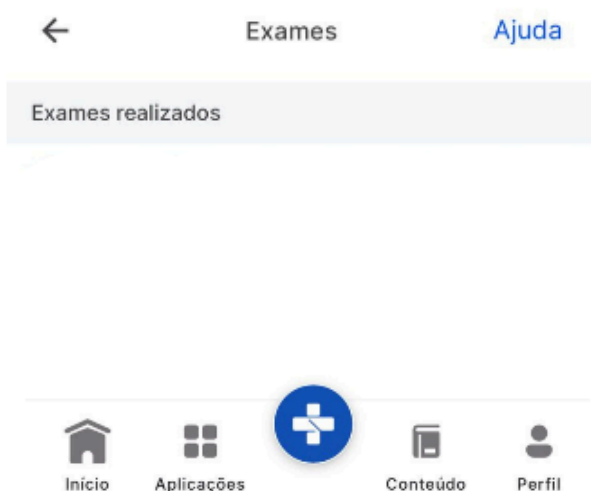 Exames
Ajuda
Exames realizados
Início
Aplicações
Conteúdo
Perfil